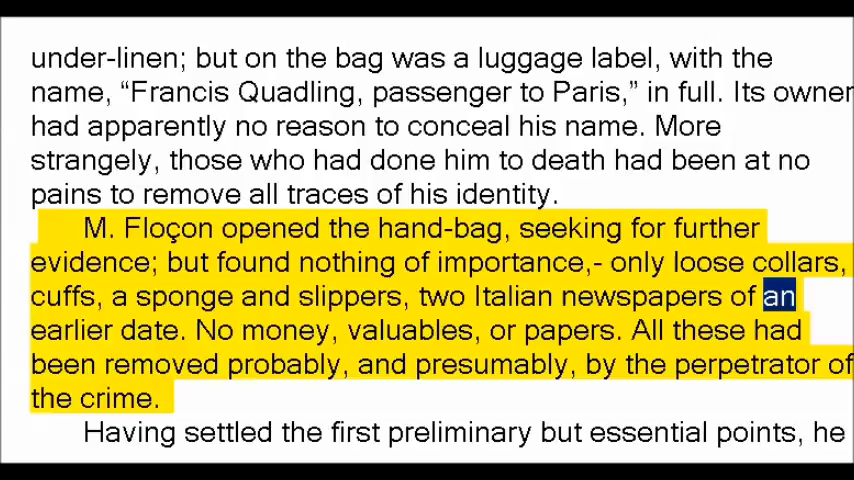 under-linen; but on the bag was a luggage label, with the
name, “Francis Quadling, passenger to Paris,” in full. Its owner
had apparently no reason to conceal his name. More
strangely, those who had done him to death had been at no
pains to remove all traces of his identity.
M. Floçon opened the hand-bag, seeking for further
evidence; but found nothing of importance,- only loose collars,
cuffs, a sponge and slippers, two Italian newspapers of an
earlier date. No money, valuables, or papers. All these had
been removed probably, and presumably, by the perpetrator of
the crime.
Having settled the first preliminary but essential points, he